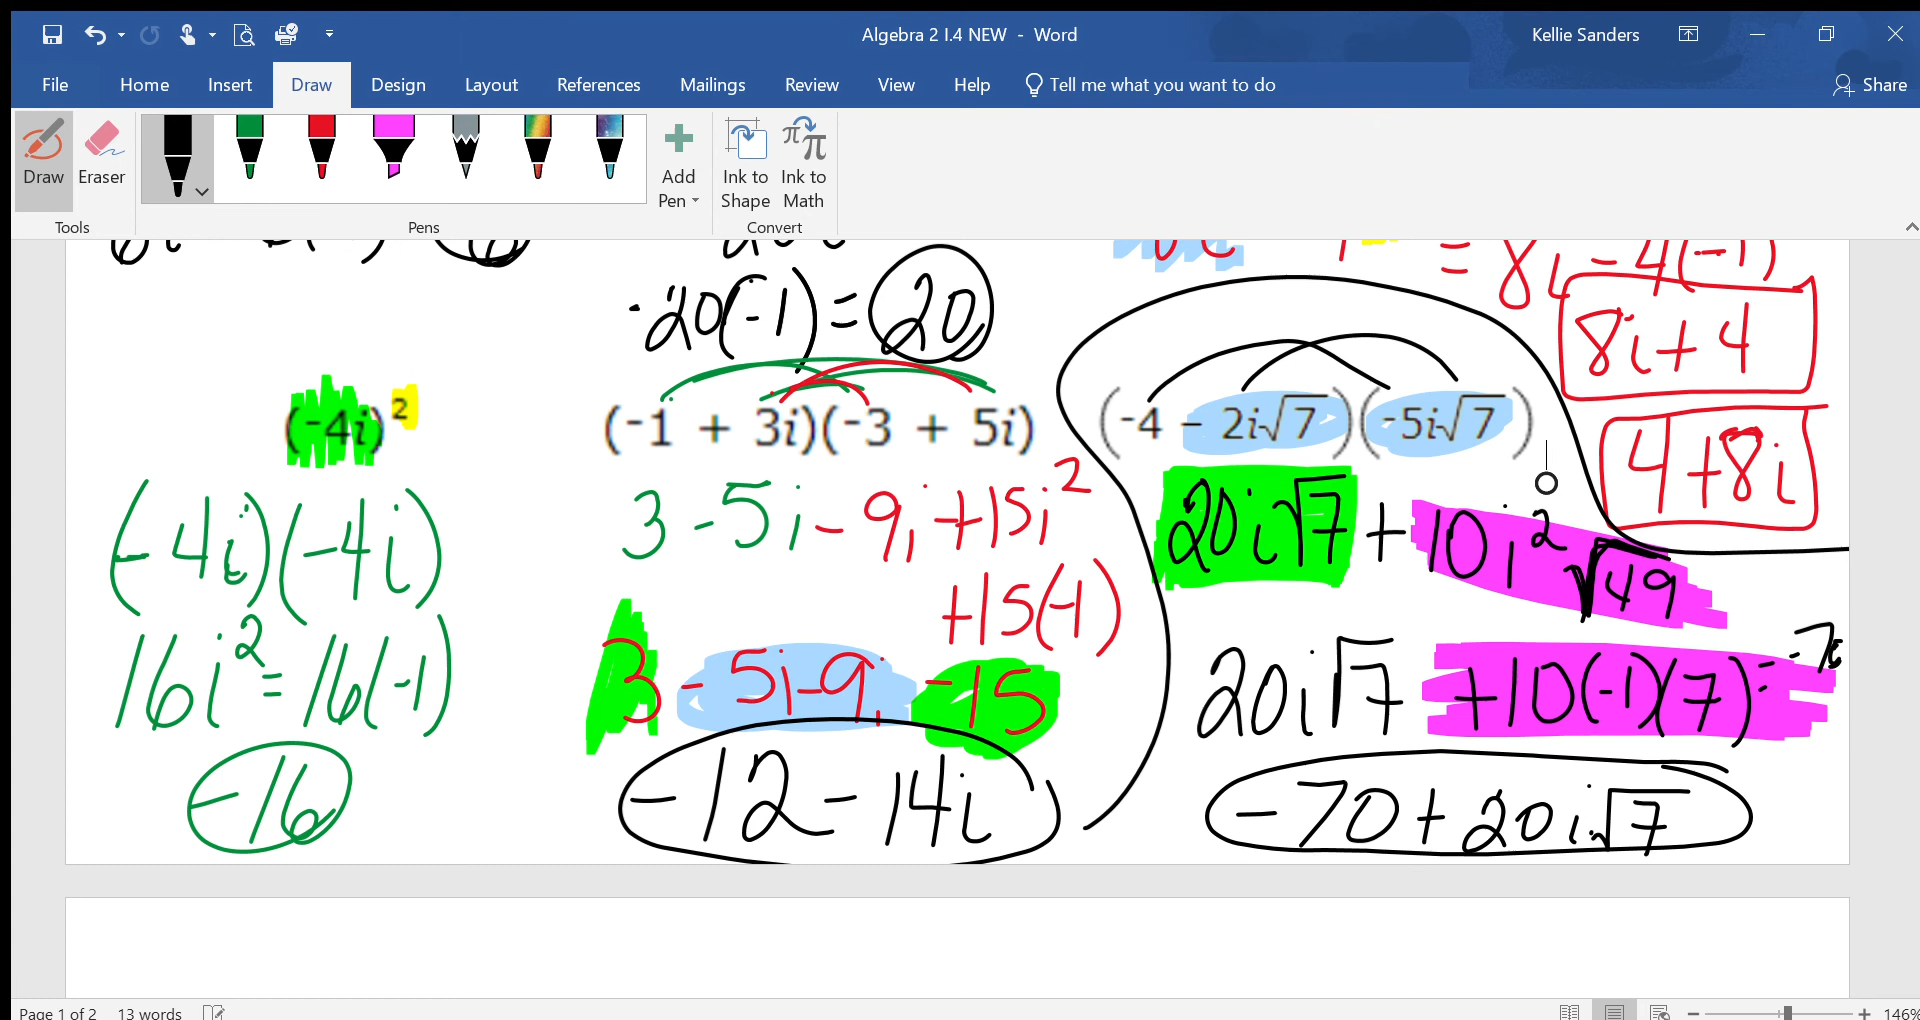 Algebra 2 I.4 NEW - Word
Kellie Sanders
File Home Insert Draw Design Layout References Mailings Review View Help Tell me what you want to do Share
Draw Eraser
Add Pen
Ink to Shape
Ink to Math
Tools Pens Convert
= 8i - 4(-1)
-20(-1) = 20
8i + 4
4 + 8i
(-4i)²
(-4i)(-4i)
16i² = 16(-1)
-16
(-1 + 3i)(-3 + 5i)
3 - 5i - 9i + 15i²
+15(-1)
3 - 5i - 9i - 15
-12 - 14i
(-4 - 2i√7)(-5i√7)
20i√7 + 10i²√49
20i√7 + 10(-1)(7) = -70
-70 + 20i√7
Page 1 of 2 13 words
146%